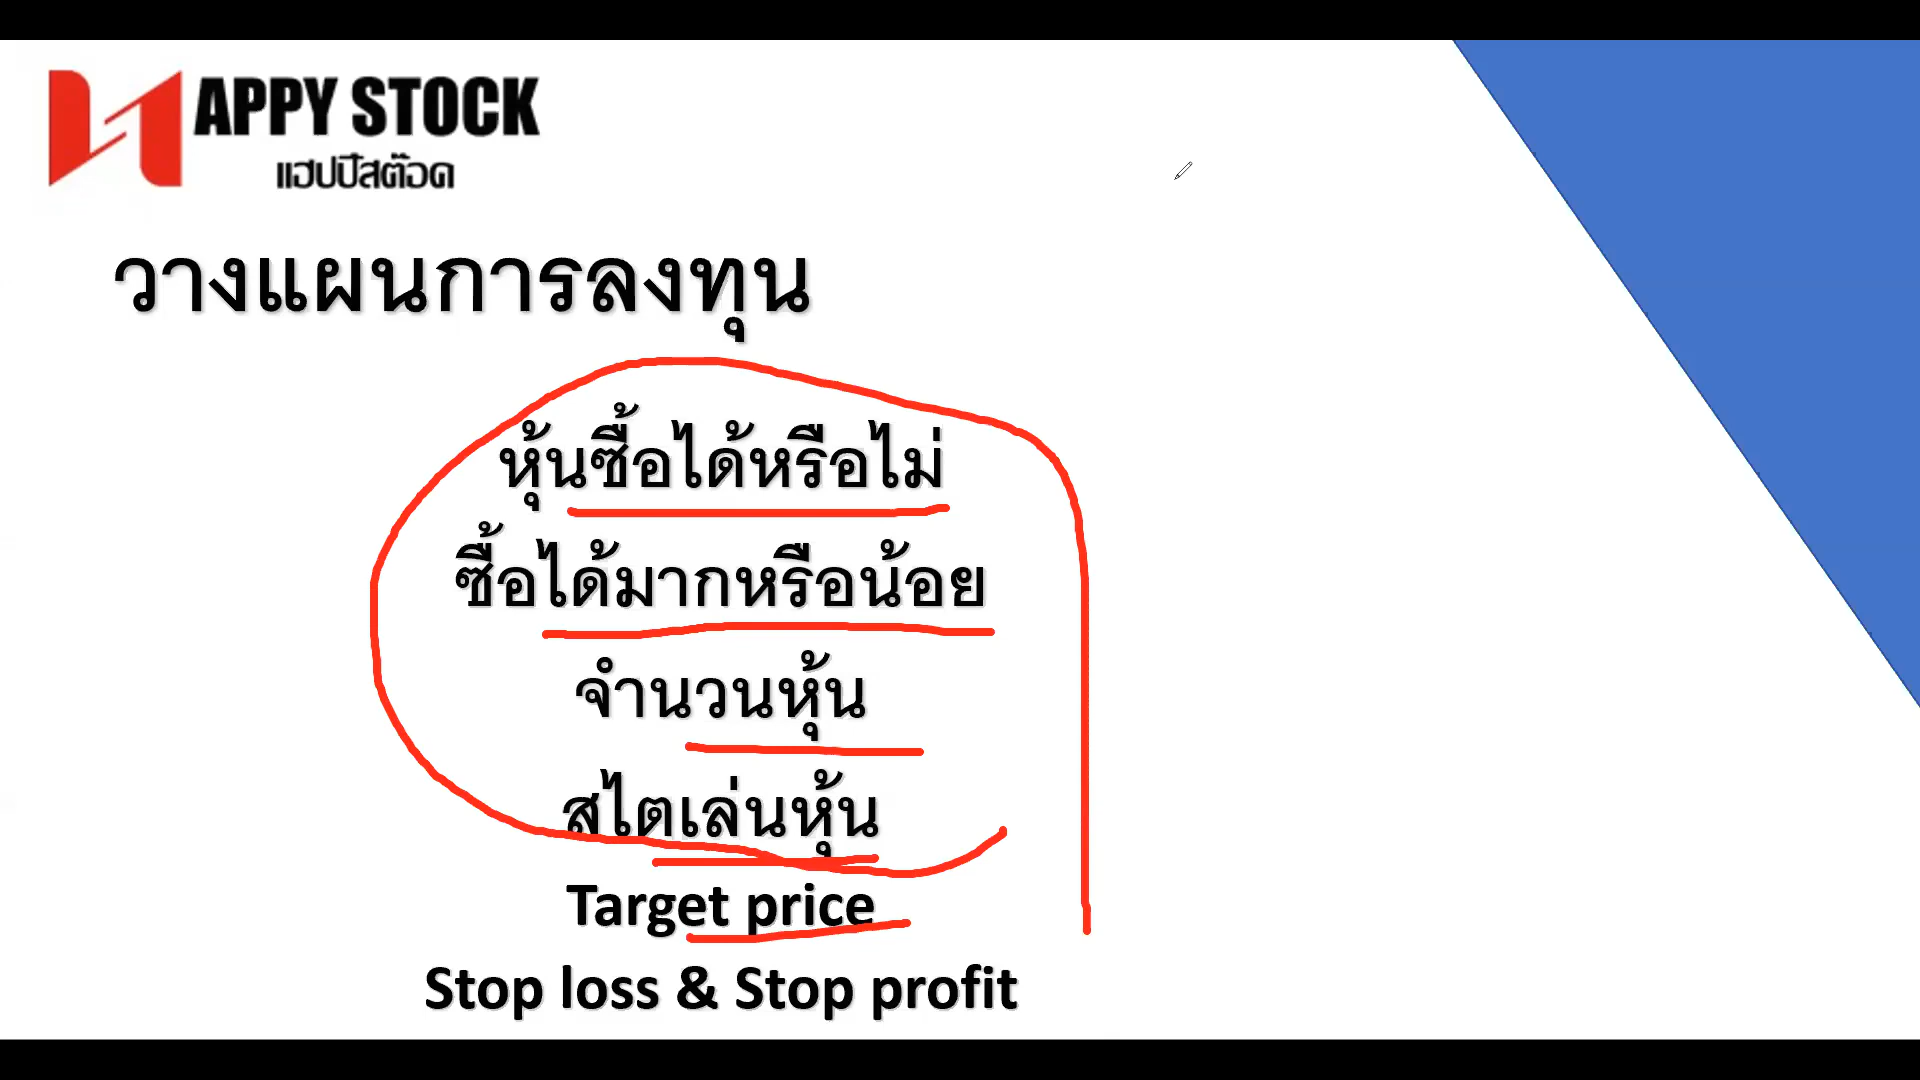 APPY STOCK
แฮปปี้สต๊อค
วางแผนการลงทุน
หุ้นซื้อได้หรือไม่
ซื้อได้มากหรือน้อย
จำนวนหุ้น
สไตเล่นหุ้น
Target price
Stop loss & Stop profit